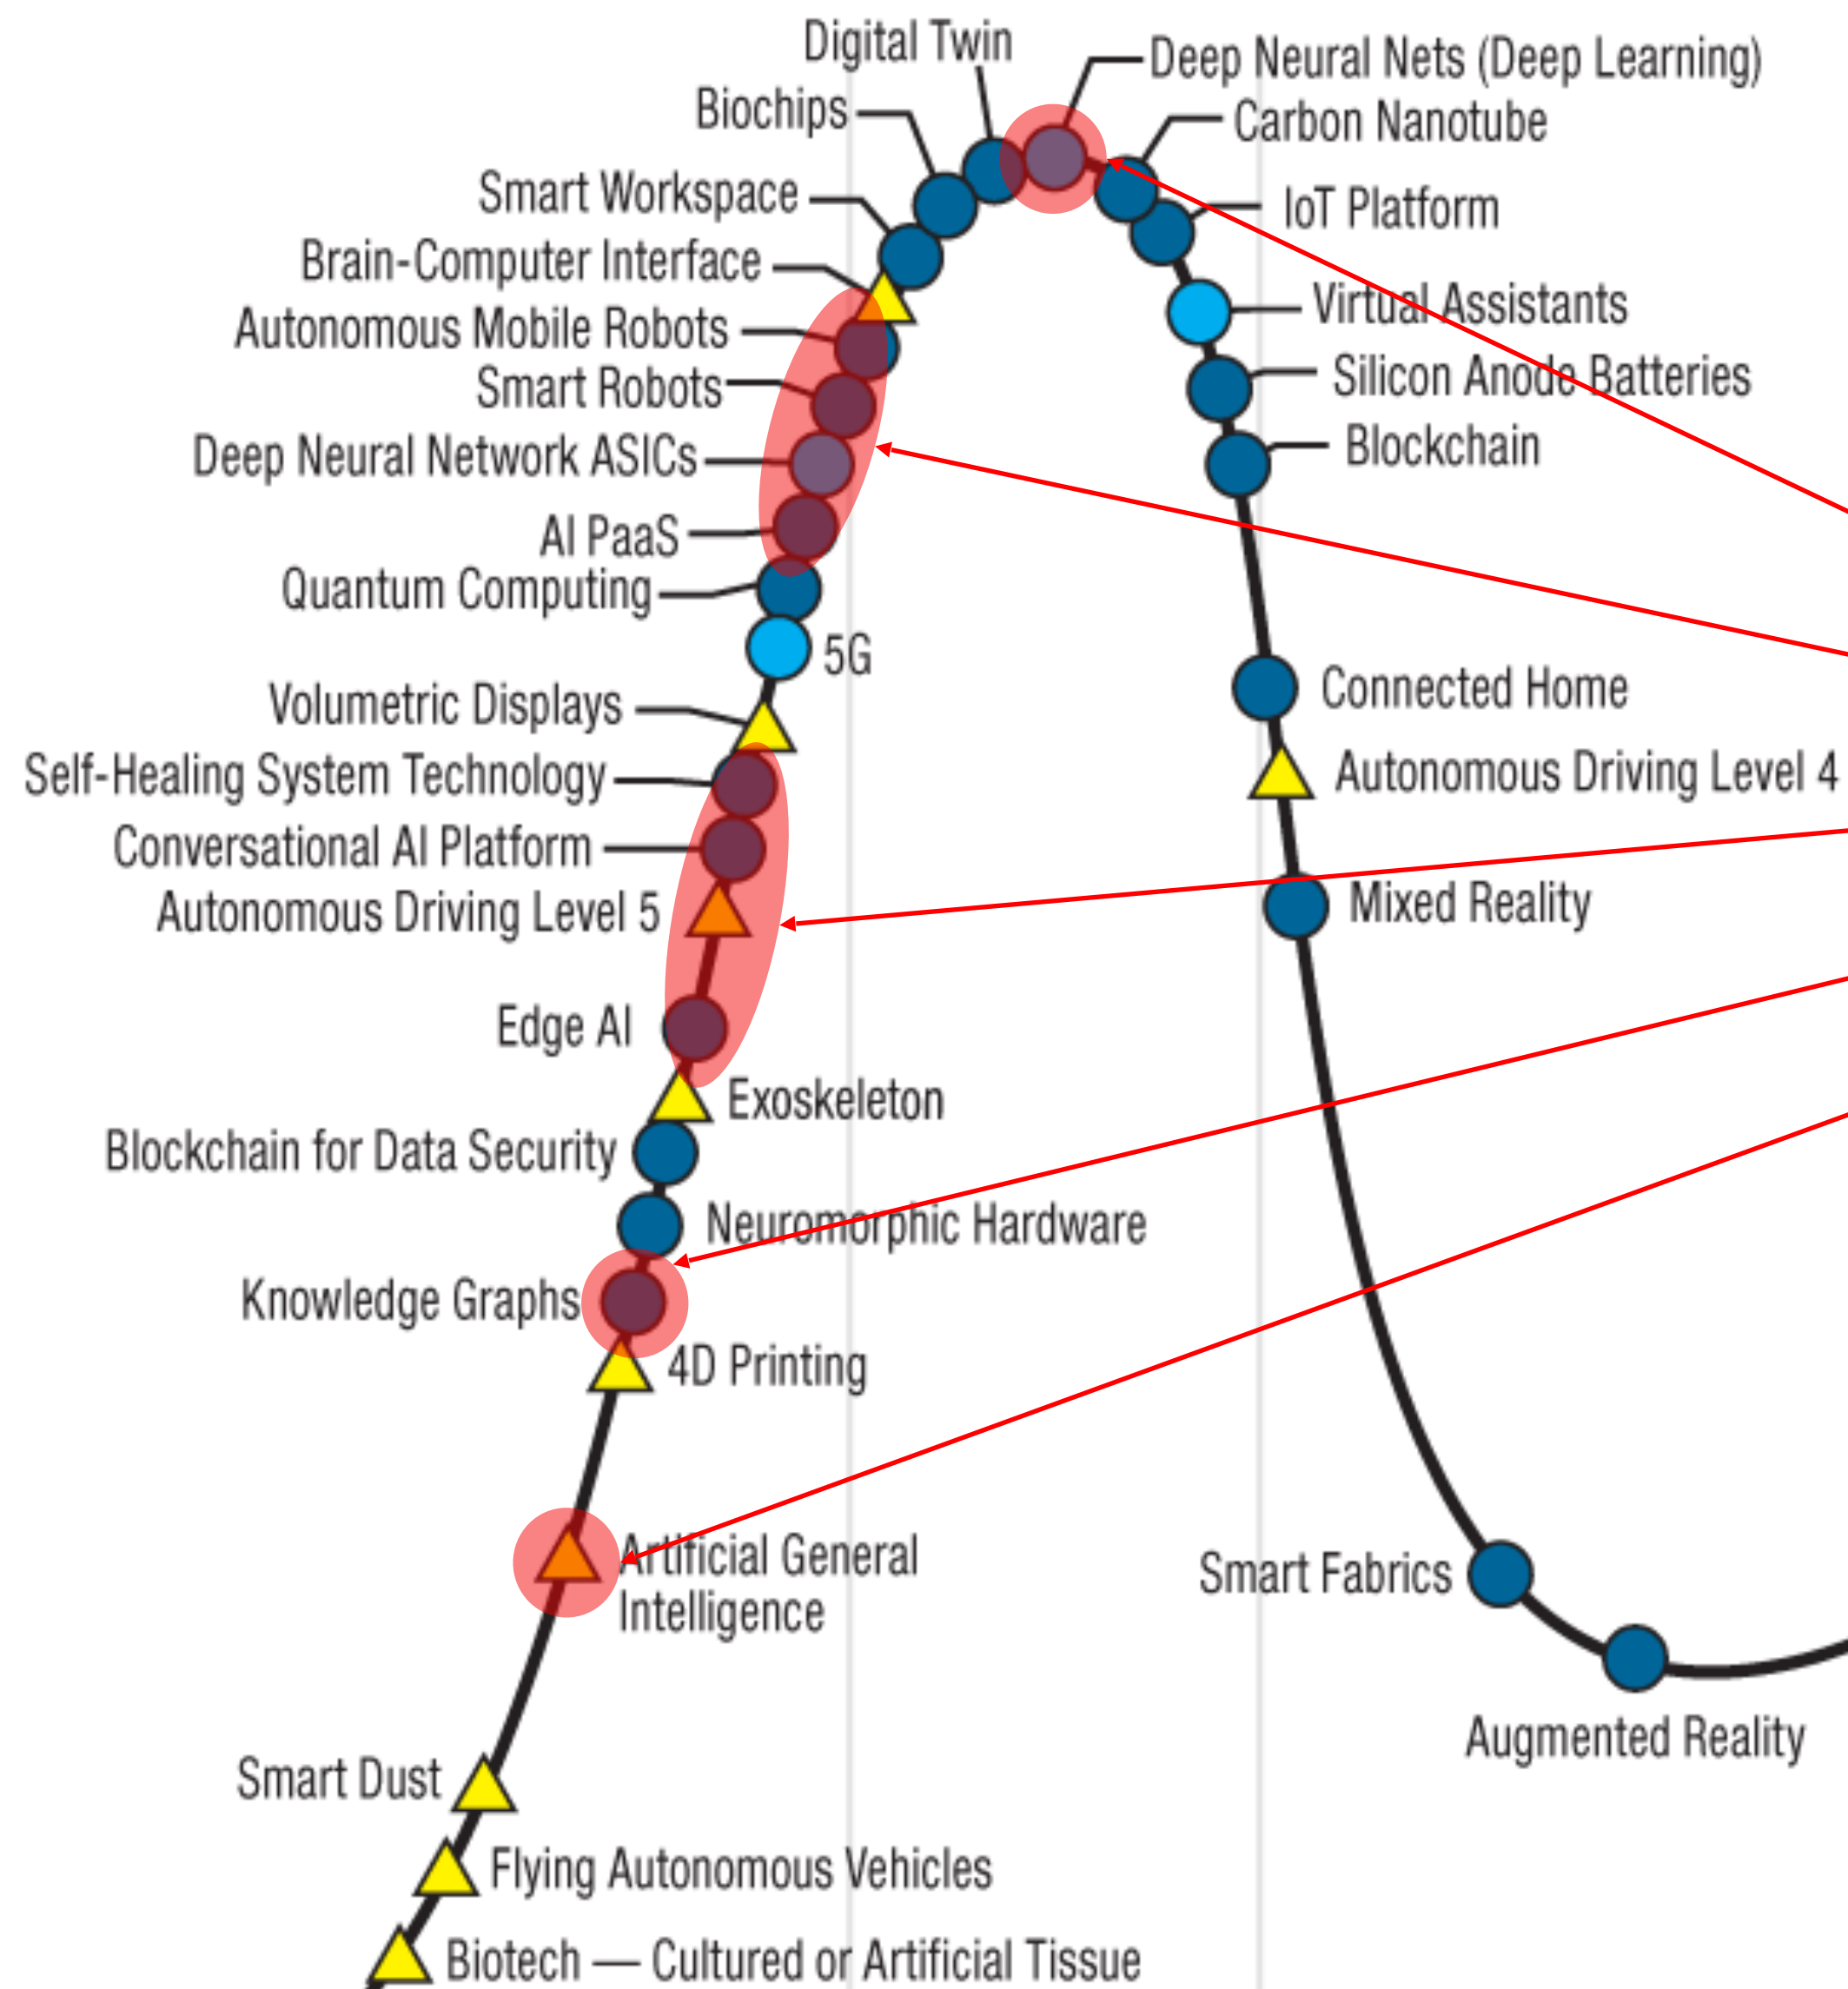 Digital Twin
Deep Neural Nets (Deep Learning)
Biochips
Carbon Nanotube
Smart Workspace
IoT Platform
Brain-Computer Interface
Virtual Assistants
Autonomous Mobile Robots
Smart Robots
Silicon Anode Batteries
Deep Neural Network ASICs
Blockchain
AI PaaS
Quantum Computing
5G
Connected Home
Volumetric Displays
Self-Healing System Technology
Autonomous Driving Level 4
Conversational AI Platform
Autonomous Driving Level 5
Mixed Reality
Edge AI
Exoskeleton
Blockchain for Data Security
Neuromorphic Hardware
Knowledge Graphs
4D Printing
Artificial General
Intelligence
Smart Fabrics
Augmented Reality
Smart Dust
Flying Autonomous Vehicles
Biotech — Cultured or Artificial Tissue